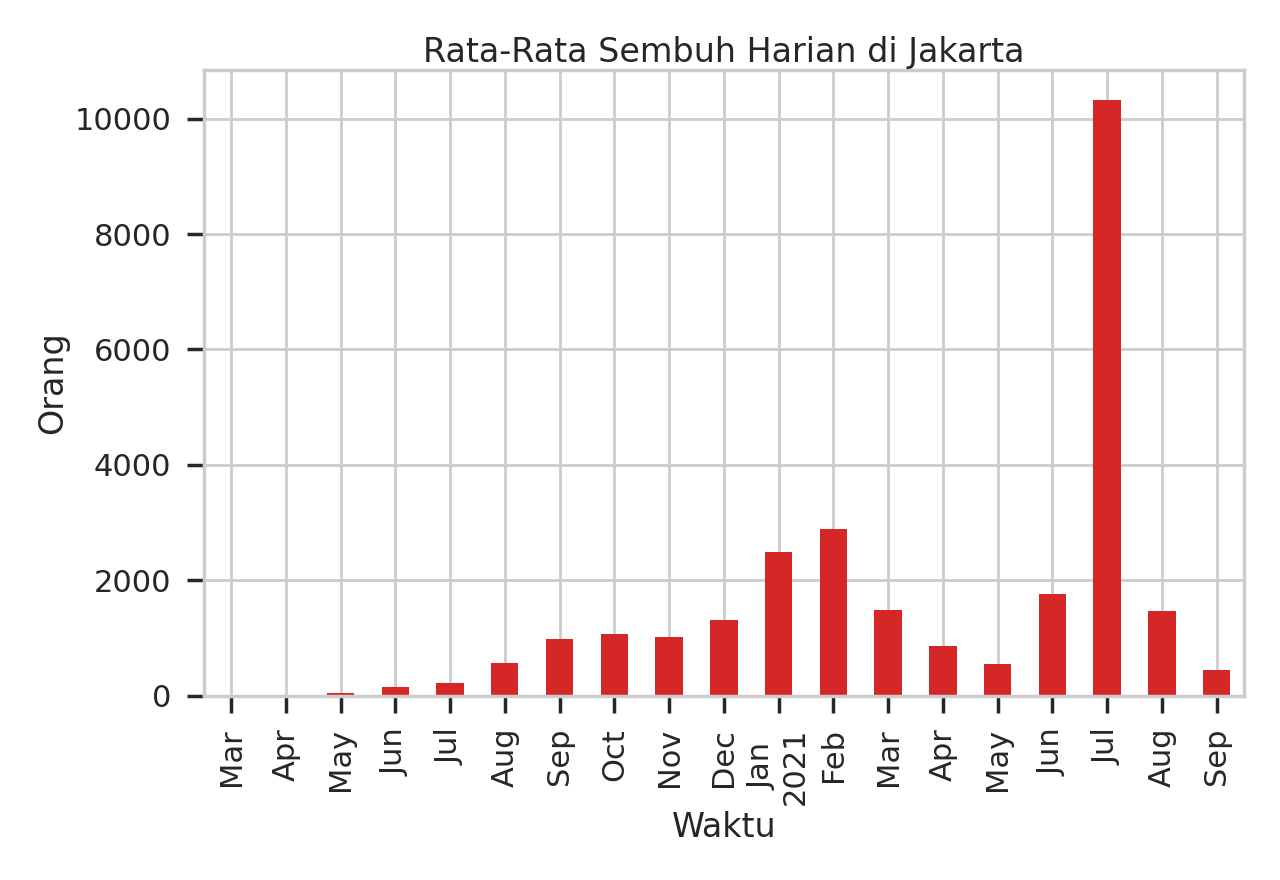 Rata-Rata Sembuh Harian di Jakarta
10000
8000
6000
4000
2000
0
Orang
Mar
Apr
May
Jun
Jul
Aug
Sep
Oct
Nov
Dec
Jan
2021
Feb
Mar
Apr
May
Jun
Jul
Aug
Sep
Waktu